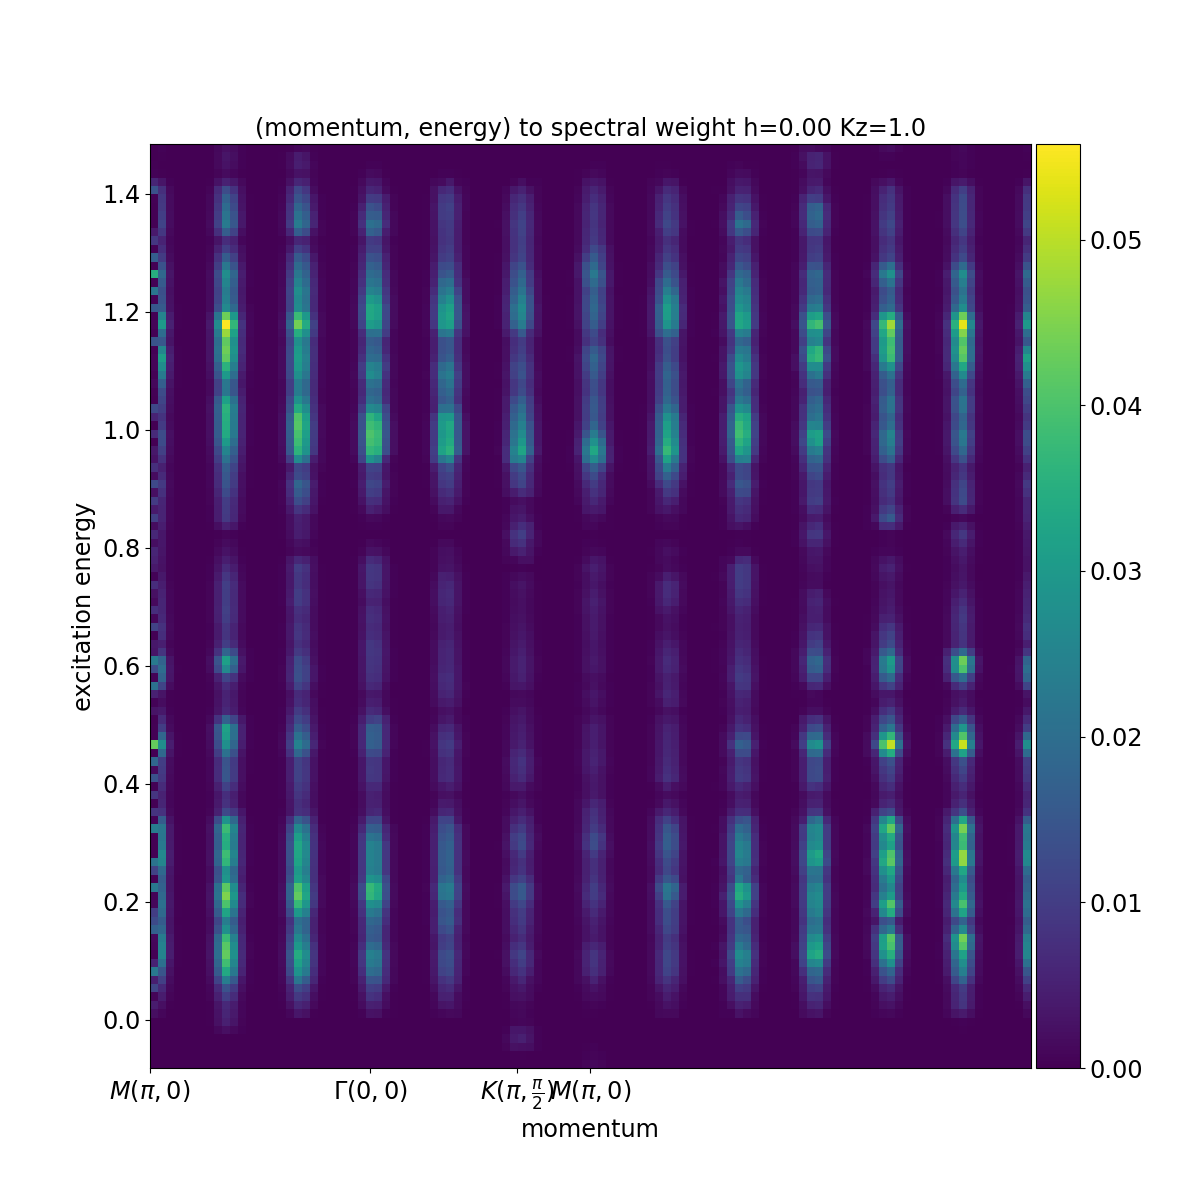 (momentum, energy) to spectral weight h=0.00 Kz=1.0
1.4
1.2
1.0
0.8
0.6
0.4
0.2
0.0
excitation energy
M(π, 0)
Γ(0, 0)
K(π, π/2)
M(π, 0)
momentum
0.05
0.04
0.03
0.02
0.01
0.00